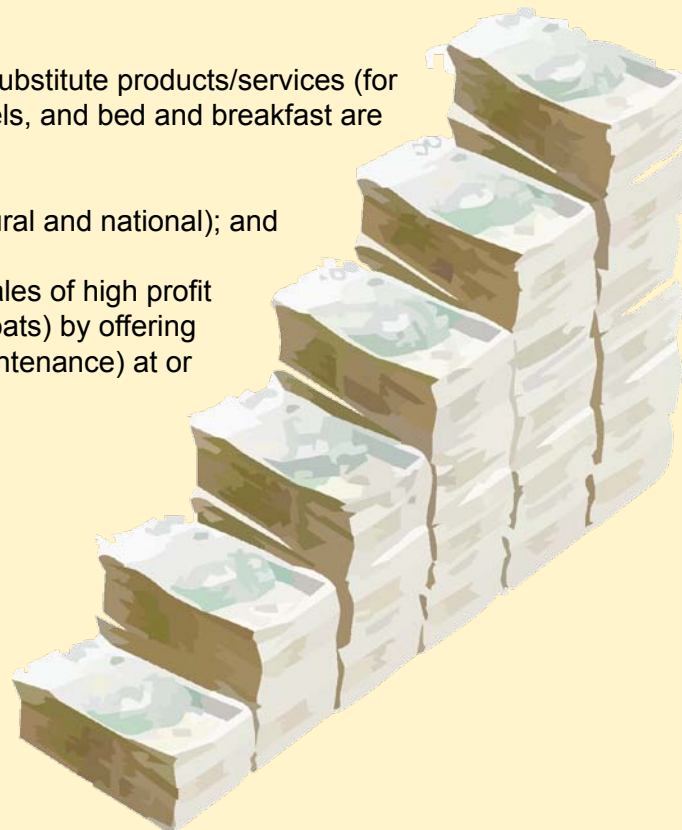 ubstitute products/services (for
els, and bed and breakfast are
ural and national); and
ales of high profit
oats) by offering
ntenance) at or